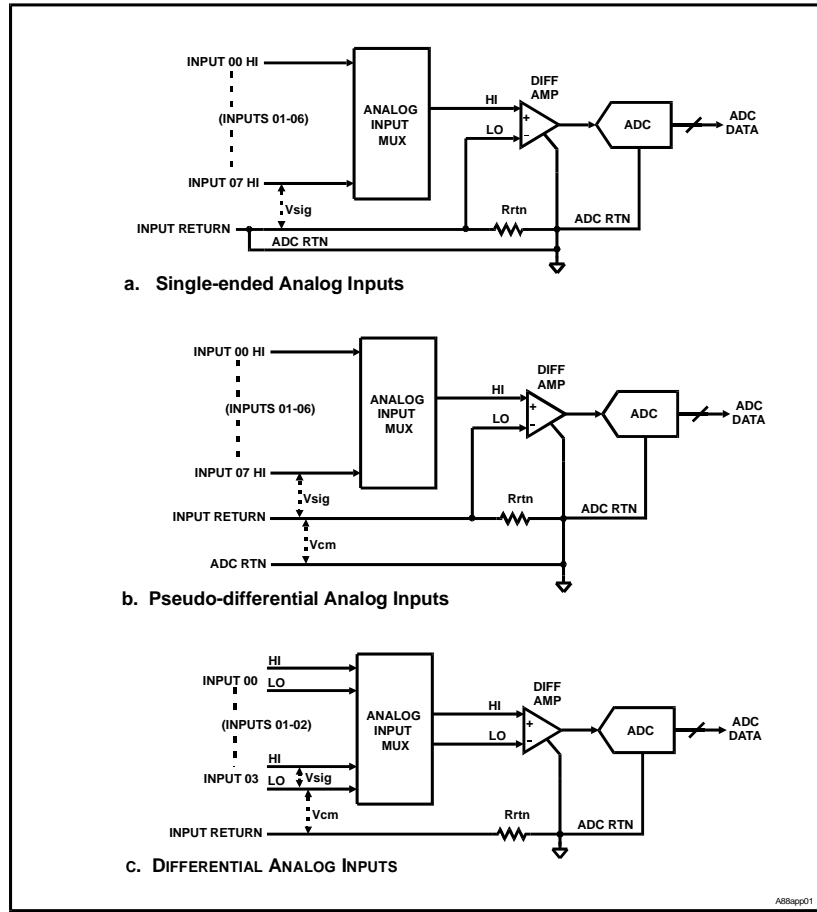 INPUT 00 HI
(INPUTS 01-06)
INPUT 07 HI
Vsig
INPUT RETURN
ADC RTN
ANALOG
INPUT
MUX
HI
LO
DIFF
AMP
+
–
Rrtn
ADC
ADC RTN
ADC
DATA
a. Single-ended Analog Inputs
INPUT 00 HI
(INPUTS 01-06)
INPUT 07 HI
Vsig
INPUT RETURN
Vcm
ADC RTN
ANALOG
INPUT
MUX
HI
LO
DIFF
AMP
+
–
Rrtn
ADC
ADC RTN
ADC
DATA
b. Pseudo-differential Analog Inputs
HI
INPUT 00
LO
(INPUTS 01-02)
HI
INPUT 03
LO
Vsig
Vcm
INPUT RETURN
ANALOG
INPUT
MUX
HI
LO
DIFF
AMP
+
–
Rrtn
ADC
ADC RTN
ADC
DATA
C. DIFFERENTIAL ANALOG INPUTS
A88app01